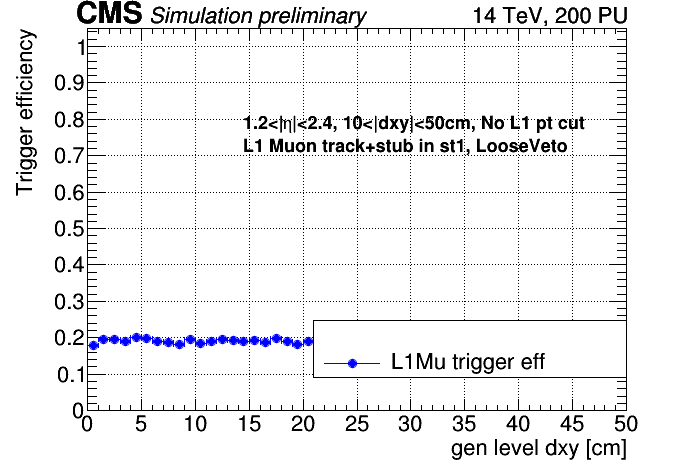 CMS Simulation preliminary 14 TeV, 200 PU
Trigger efficiency
1
0.9
0.8
0.7
0.6
0.5
0.4
0.3
0.2
0.1
0
1.2<|η|<2.4, 10<|dxy|<50cm, No L1 pt cut
L1 Muon track+stub in st1, LooseVeto
L1Mu trigger eff
0 5 10 15 20 25 30 35 40 45 50
gen level dxy [cm]